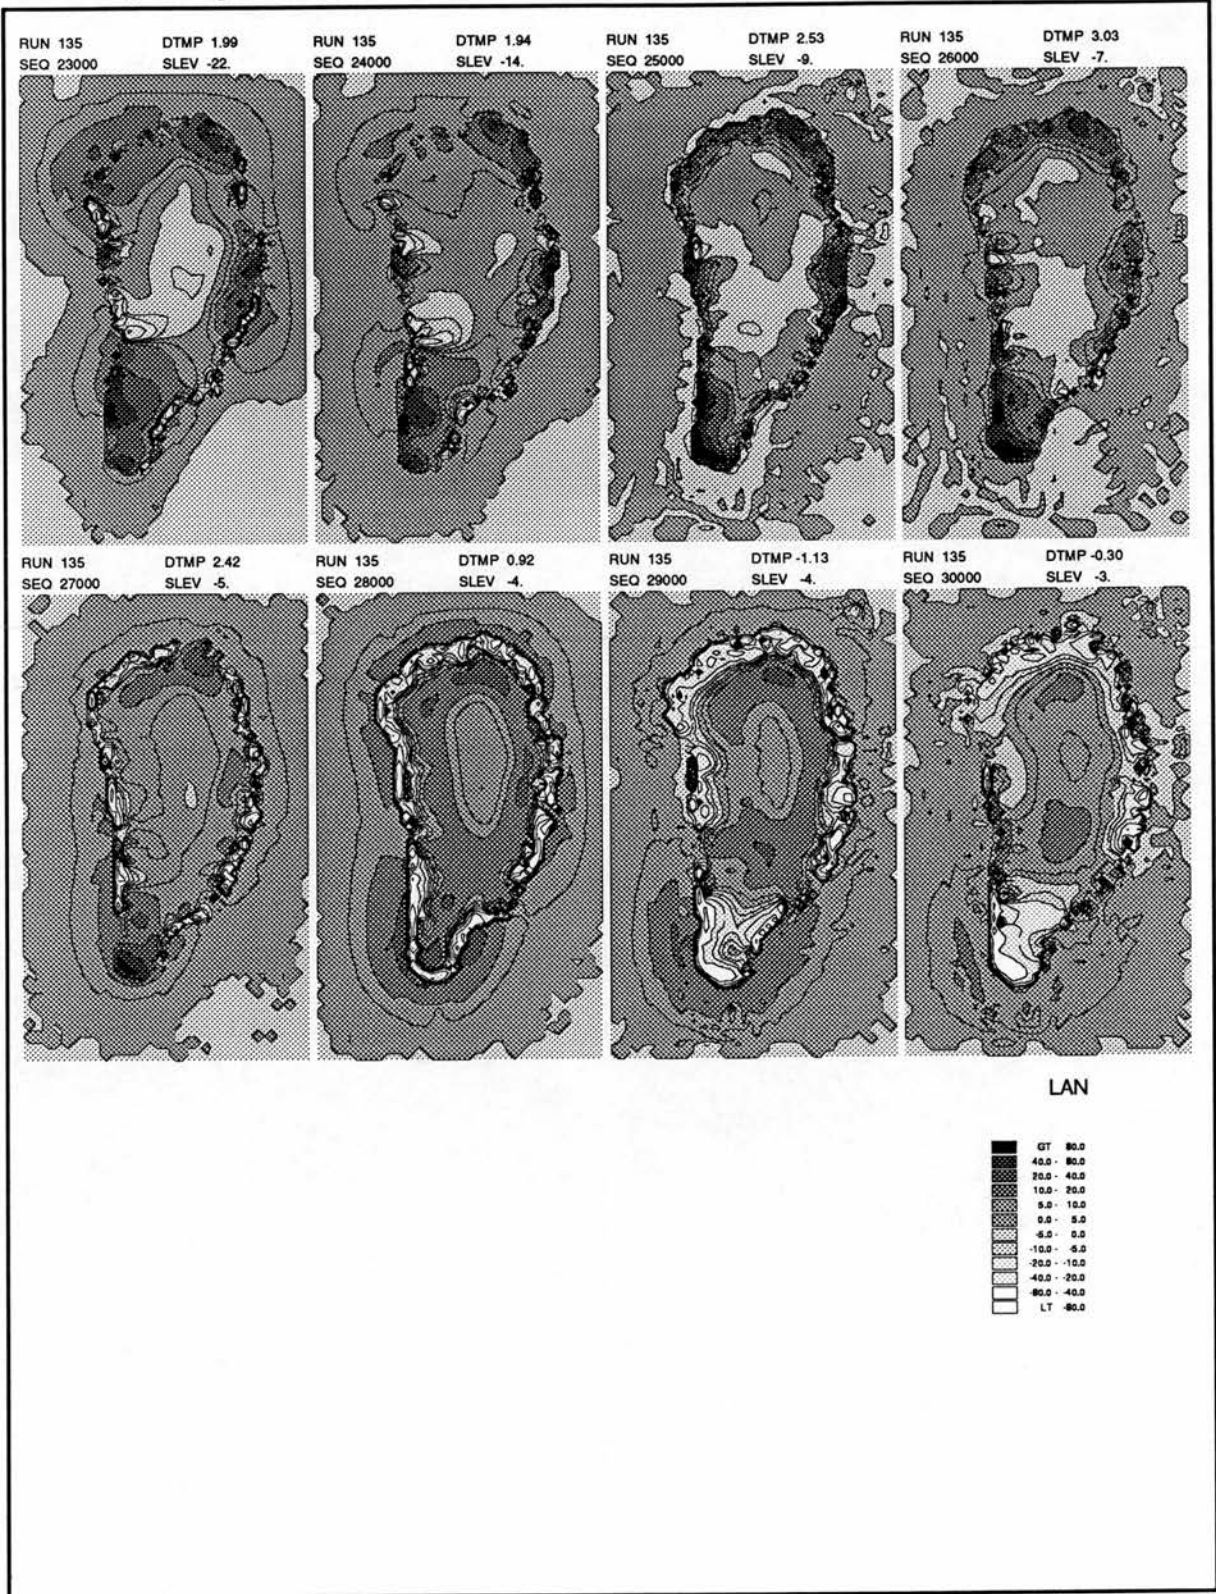 RUN 135 DTMP 1.99 RUN 135 DTMP 1.94 RUN 135 DTMP 2.53 RUN 135 DTMP 3.03
SEQ 23000 SLEV -22. SEQ 24000 SLEV -14. SEQ 25000 SLEV -9. SEQ 26000 SLEV -7.
RUN 135 DTMP 2.42 RUN 135 DTMP 0.92 RUN 135 DTMP -1.13 RUN 135 DTMP -0.30
SEQ 27000 SLEV -5. SEQ 28000 SLEV -4. SEQ 29000 SLEV -4. SEQ 30000 SLEV -3.
LAN
GT 80.0
40.0 - 80.0
20.0 - 40.0
10.0 - 20.0
5.0 - 10.0
0.0 - 5.0
-5.0 - 0.0
-10.0 - -5.0
-20.0 - -10.0
-40.0 - -20.0
-80.0 - -40.0
LT -80.0